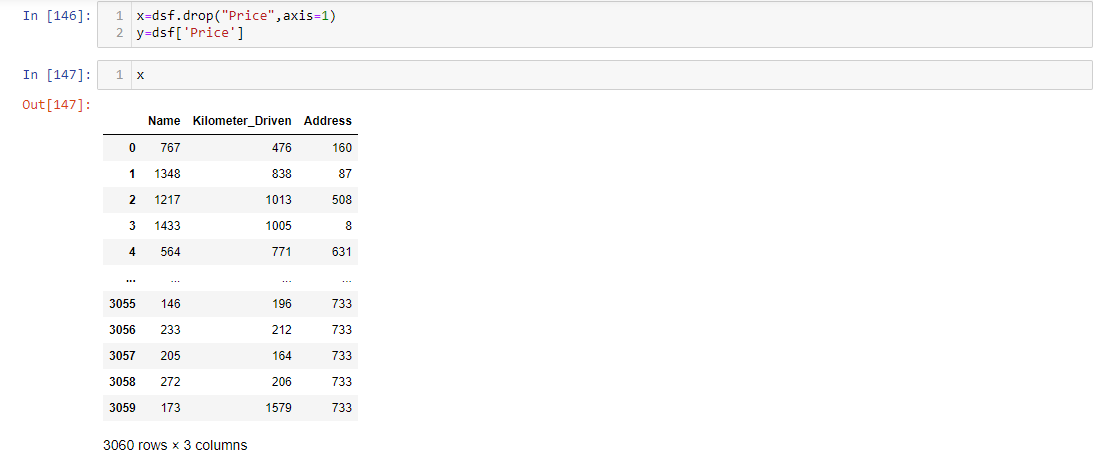 In [146]: 1 x=dsf.drop("Price",axis=1)
2 y=dsf['Price']
In [147]: 1 x
Out[147]:
Name Kilometer_Driven Address
0 767 476 160
1 1348 838 87
2 1217 1013 508
3 1433 1005 8
4 564 771 631
... ... ... ...
3055 146 196 733
3056 233 212 733
3057 205 164 733
3058 272 206 733
3059 173 1579 733
3060 rows × 3 columns